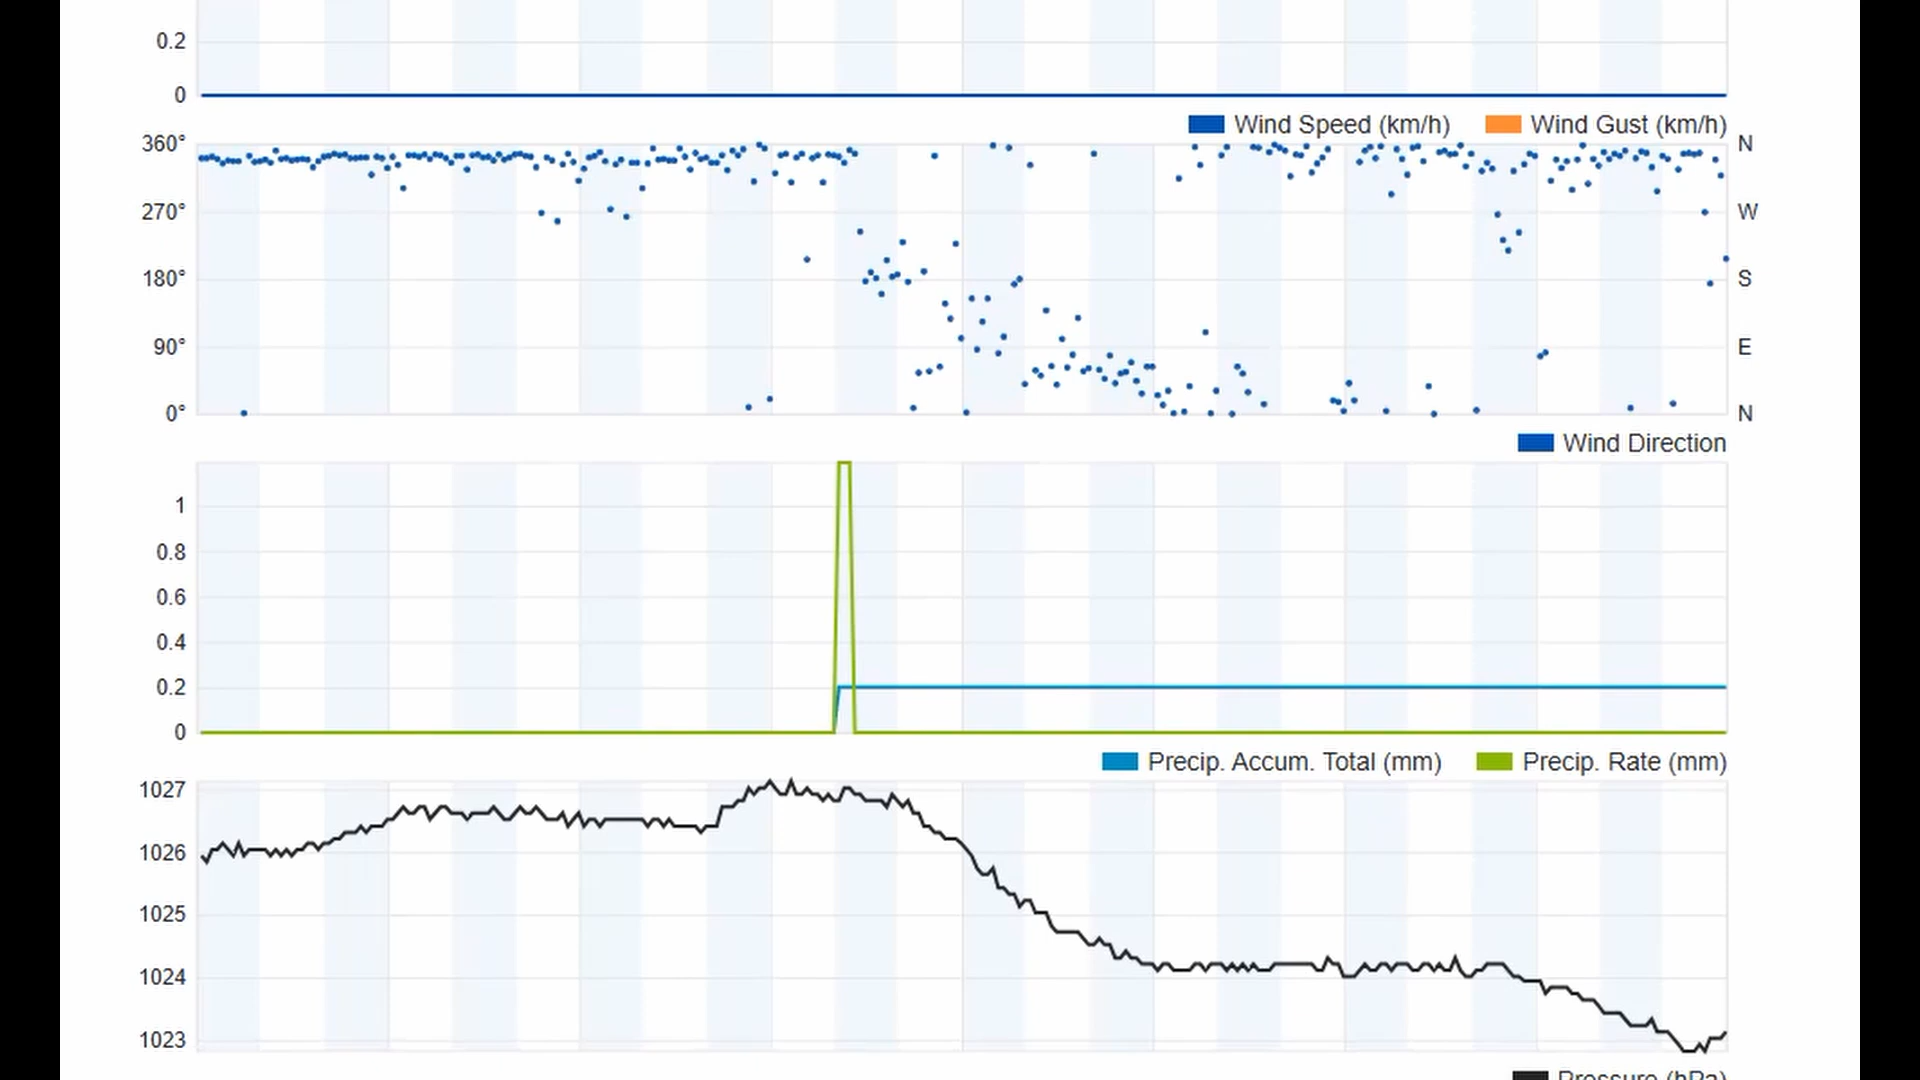 0.2
0
Wind Speed (km/h) Wind Gust (km/h)
360° N
270° W
180° S
90° E
0° N
Wind Direction
1
0.8
0.6
0.4
0.2
0
Precip. Accum. Total (mm) Precip. Rate (mm)
1027
1026
1025
1024
1023
Pressure (hPa)